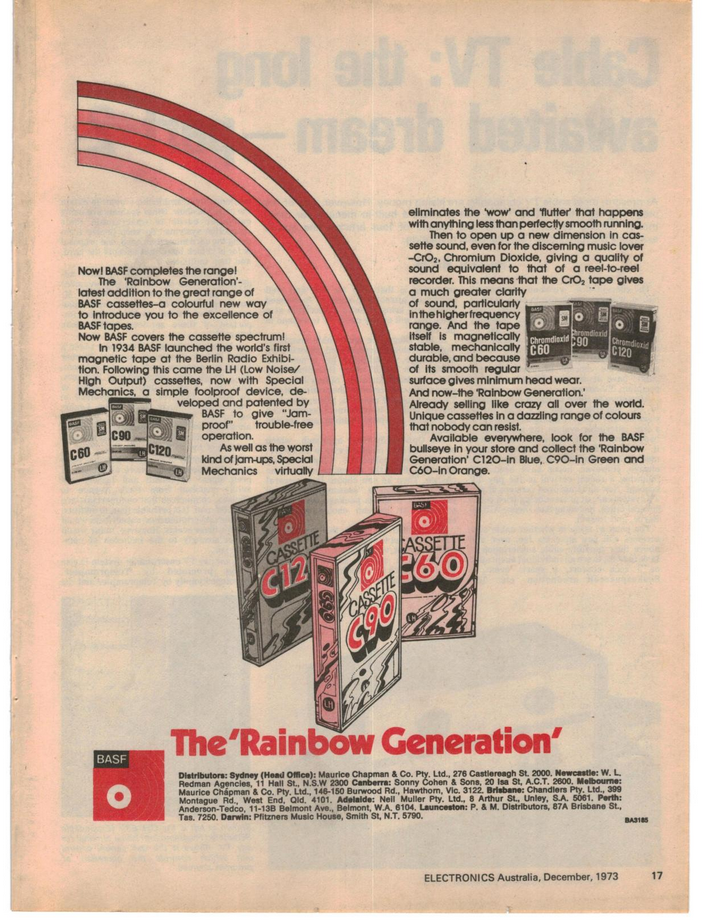 Now! BASF completes the range!
The 'Rainbow Generation'-
latest addition to the great range of
BASF cassettes–a colourful new way
to introduce you to the excellence of
BASF tapes.
Now BASF covers the cassette spectrum!
In 1934 BASF launched the world's first
magnetic tape at the Berlin Radio Exhibi-
tion. Following this came the LH (Low Noise/
High Output) cassettes, now with Special
Mechanics, a simple foolproof device, de-
veloped and patented by
BASF to give "Jam-
proof" trouble-free
operation.
As well as the worst
kind of jam-ups, Special
Mechanics virtually
C60
C90
C120
eliminates the 'wow' and 'flutter' that happens
with anything less than perfectly smooth running.
Then to open up a new dimension in cas-
sette sound, even for the discerning music lover
–CrO₂, Chromium Dioxide, giving a quality of
sound equivalent to that of a reel-to-reel
recorder. This means that the CrO₂ tape gives
a much greater clarity
of sound, particularly
in the higher frequency
range. And the tape
itself is magnetically
stable, mechanically
durable, and because
of its smooth regular
surface gives minimum head wear.
And now–the 'Rainbow Generation.'
Already selling like crazy all over the world.
Unique cassettes in a dazzling range of colours
that nobody can resist.
Available everywhere, look for the BASF
bullseye in your store and collect the 'Rainbow
Generation' C120–in Blue, C90–in Green and
C60–in Orange.
Chromdioxid
C60
Chromdioxid
C90
Chromdioxid
C120
CASSETTE
C12
CASSETTE
C90
BASF
CASSETTE
C60
LH
The 'Rainbow Generation'
BASF
Distributors: Sydney (Head Office): Maurice Chapman & Co. Pty. Ltd., 276 Castlereagh St. 2000. Newcastle: W. L.
Redman Agencies, 11 Hall St., N.S.W 2300 Canberra: Sonny Cohen & Sons, 20 Isa St, A.C.T. 2600. Melbourne:
Maurice Chapman & Co. Pty. Ltd., 146-150 Burwood Rd., Hawthorn, Vic. 3122. Brisbane: Chandlers Pty. Ltd., 399
Montague Rd., West End, Qld. 4101. Adelaide: Neil Muller Pty. Ltd., 8 Arthur St., Unley, S.A. 5061. Perth:
Anderson-Tedco, 11-13B Belmont Ave., Belmont, W.A. 6104. Launceston: P. & M. Distributors, 87A Brisbane St.,
Tas. 7250. Darwin: Pfitzners Music House, Smith St, N.T. 5790.
BA3165
ELECTRONICS Australia, December, 1973 17